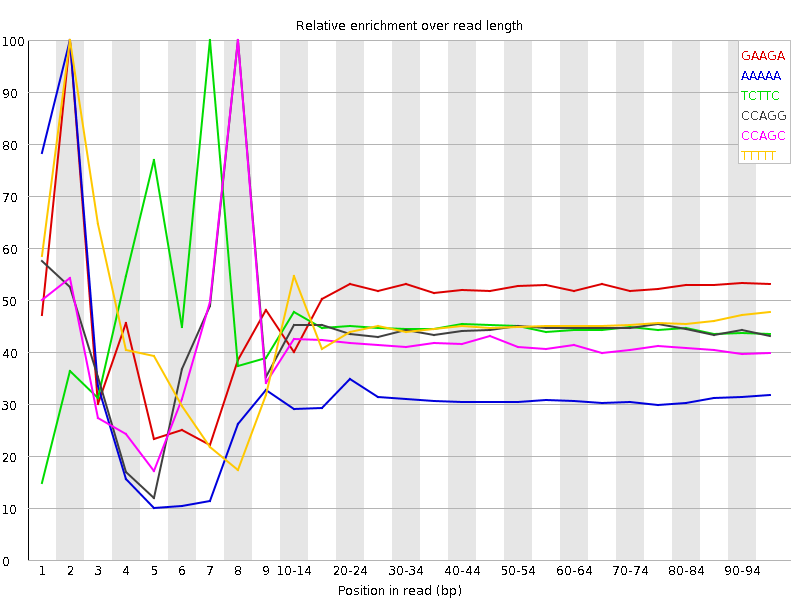 Relative enrichment over read length
100
90
80
70
60
50
40
30
20
10
0
GAAGA
AAAAA
TCTTC
CCAGG
CCAGC
TTTTT
1 2 3 4 5 6 7 8 9 10-14 20-24 30-34 40-44 50-54 60-64 70-74 80-84 90-94
Position in read (bp)